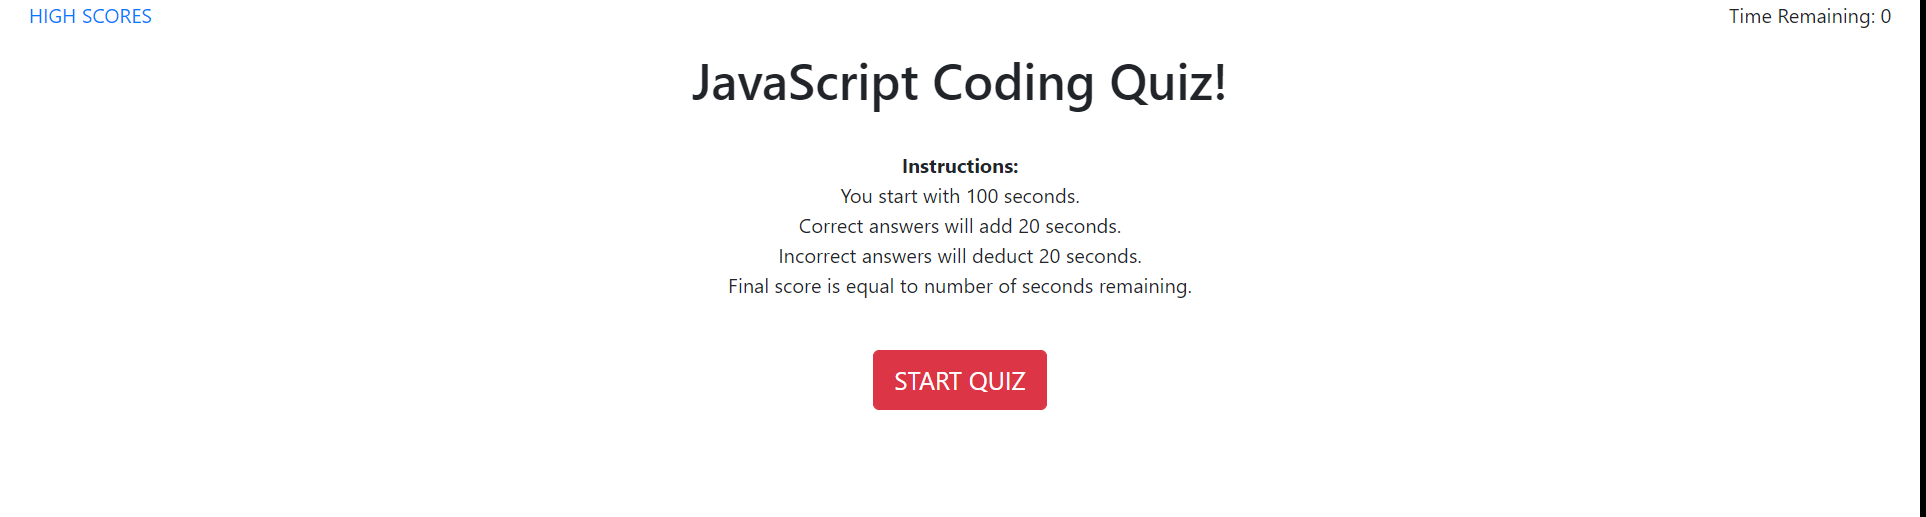 HIGH SCORES
Time Remaining: 0
JavaScript Coding Quiz!
Instructions:
You start with 100 seconds.
Correct answers will add 20 seconds.
Incorrect answers will deduct 20 seconds.
Final score is equal to number of seconds remaining.
START QUIZ